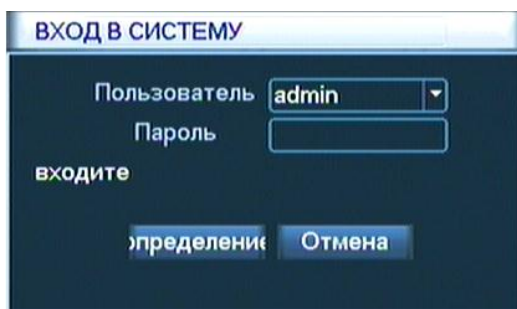 ВХОД В СИСТЕМУ
Пользователь admin
Пароль
входите
определение Отмена